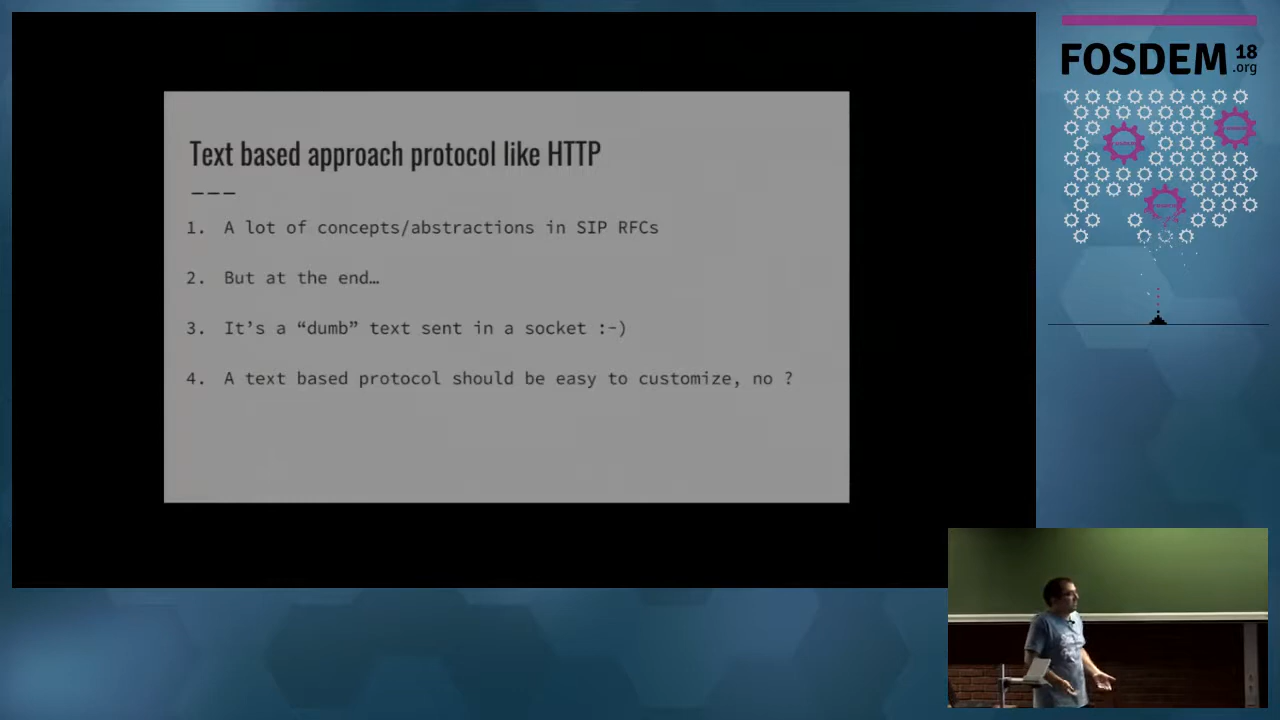 Text based approach protocol like HTTP
---
1. A lot of concepts/abstractions in SIP RFCs
2. But at the end…
3. It’s a “dumb” text sent in a socket :-)
4. A text based protocol should be easy to customize, no ?
FOSDEM 18
.org